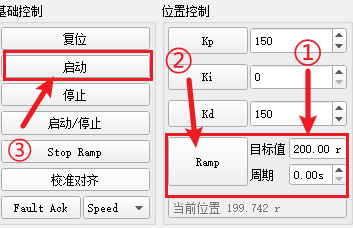 基础控制
复位
启动
停止
启动/停止
③
Stop Ramp
校准对齐
Fault Ack Speed
位置控制
①
②
Kp 150
Ki 0
Kd 150
Ramp
目标值 200.00 r
周期 0.00s
当前位置 199.742 r